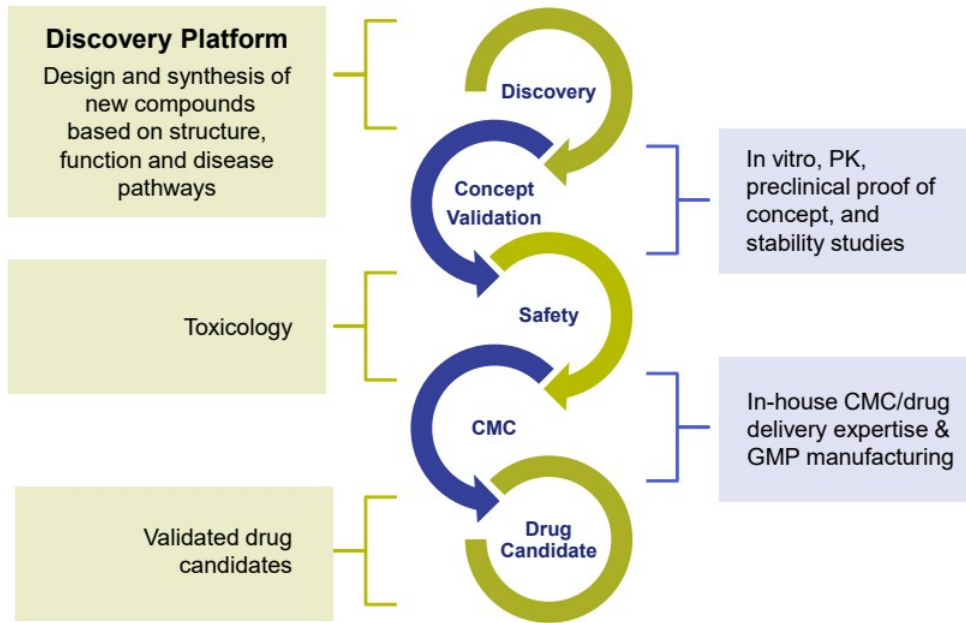 Discovery Platform
Design and synthesis of
new compounds
based on structure,
function and disease
pathways
Discovery
Concept
Validation
In vitro, PK,
preclinical proof of
concept, and
stability studies
Toxicology
Safety
CMC
In-house CMC/drug
delivery expertise &
GMP manufacturing
Validated drug
candidates
Drug
Candidate